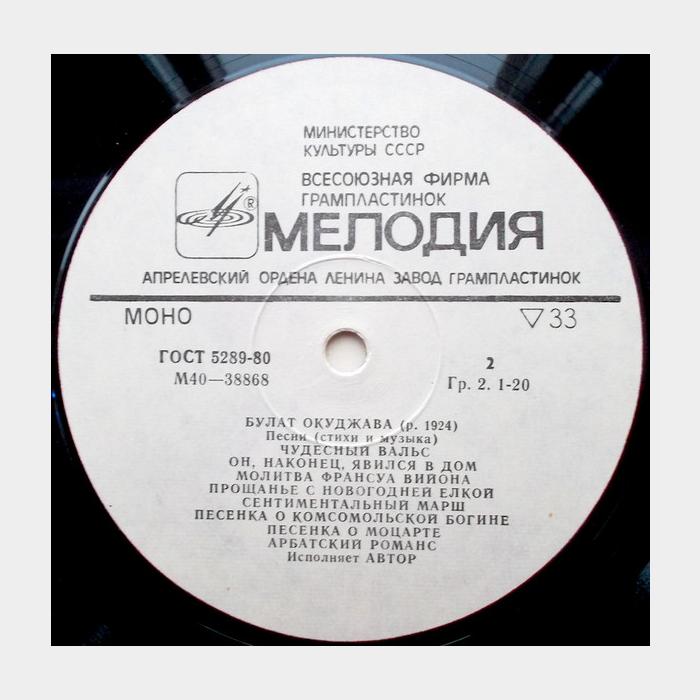 МИНИСТЕРСТВО
КУЛЬТУРЫ СССР
ВСЕСОЮЗНАЯ ФИРМА
ГРАМПЛАСТИНОК
®
МЕЛОДИЯ
АПРЕЛЕВСКИЙ ОРДЕНА ЛЕНИНА ЗАВОД ГРАМПЛАСТИНОК
МОНО ▽33
ГОСТ 5289-80 2
М40—38868 Гр. 2. 1-20
БУЛАТ ОКУДЖАВА (р. 1924)
Песни (стихи и музыка)
ЧУДЕСНЫЙ ВАЛЬС
ОН, НАКОНЕЦ, ЯВИЛСЯ В ДОМ
МОЛИТВА ФРАНСУА ВИЙОНА
ПРОЩАНЬЕ С НОВОГОДНЕЙ ЕЛКОЙ
СЕНТИМЕНТАЛЬНЫЙ МАРШ
ПЕСЕНКА О КОМСОМОЛЬСКОЙ БОГИНЕ
ПЕСЕНКА О МОЦАРТЕ
АРБАТСКИЙ РОМАНС
Исполняет АВТОР